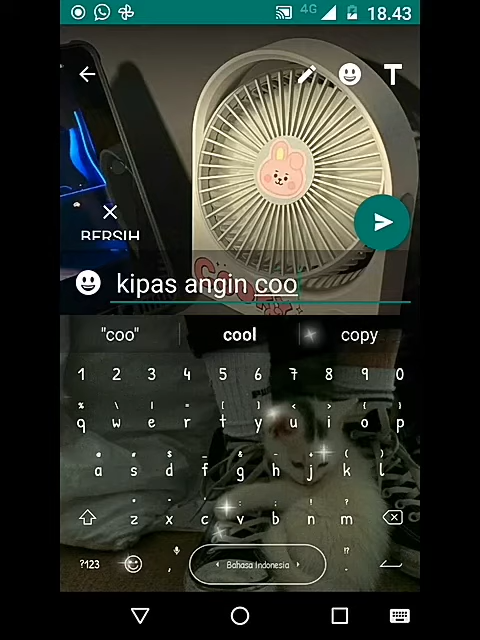 4G 18.43
BERSIH
kipas angin coo
"coo" cool copy
1 2 3 4 5 6 7 8 9 0
% \ | = [ ] < > { }
q w e r t y u i o p
@ # $ _ & - + ( )
a s d f g h j k l
* " ' : ; ! ?
z x c v b n m
?123 , Bahasa Indonesia !? .